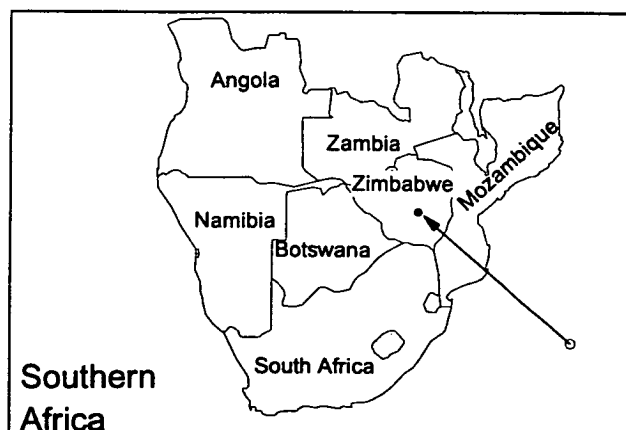 Angola
Zambia
Mozambique
Zimbabwe
Namibia
Botswana
South Africa
Southern
Africa